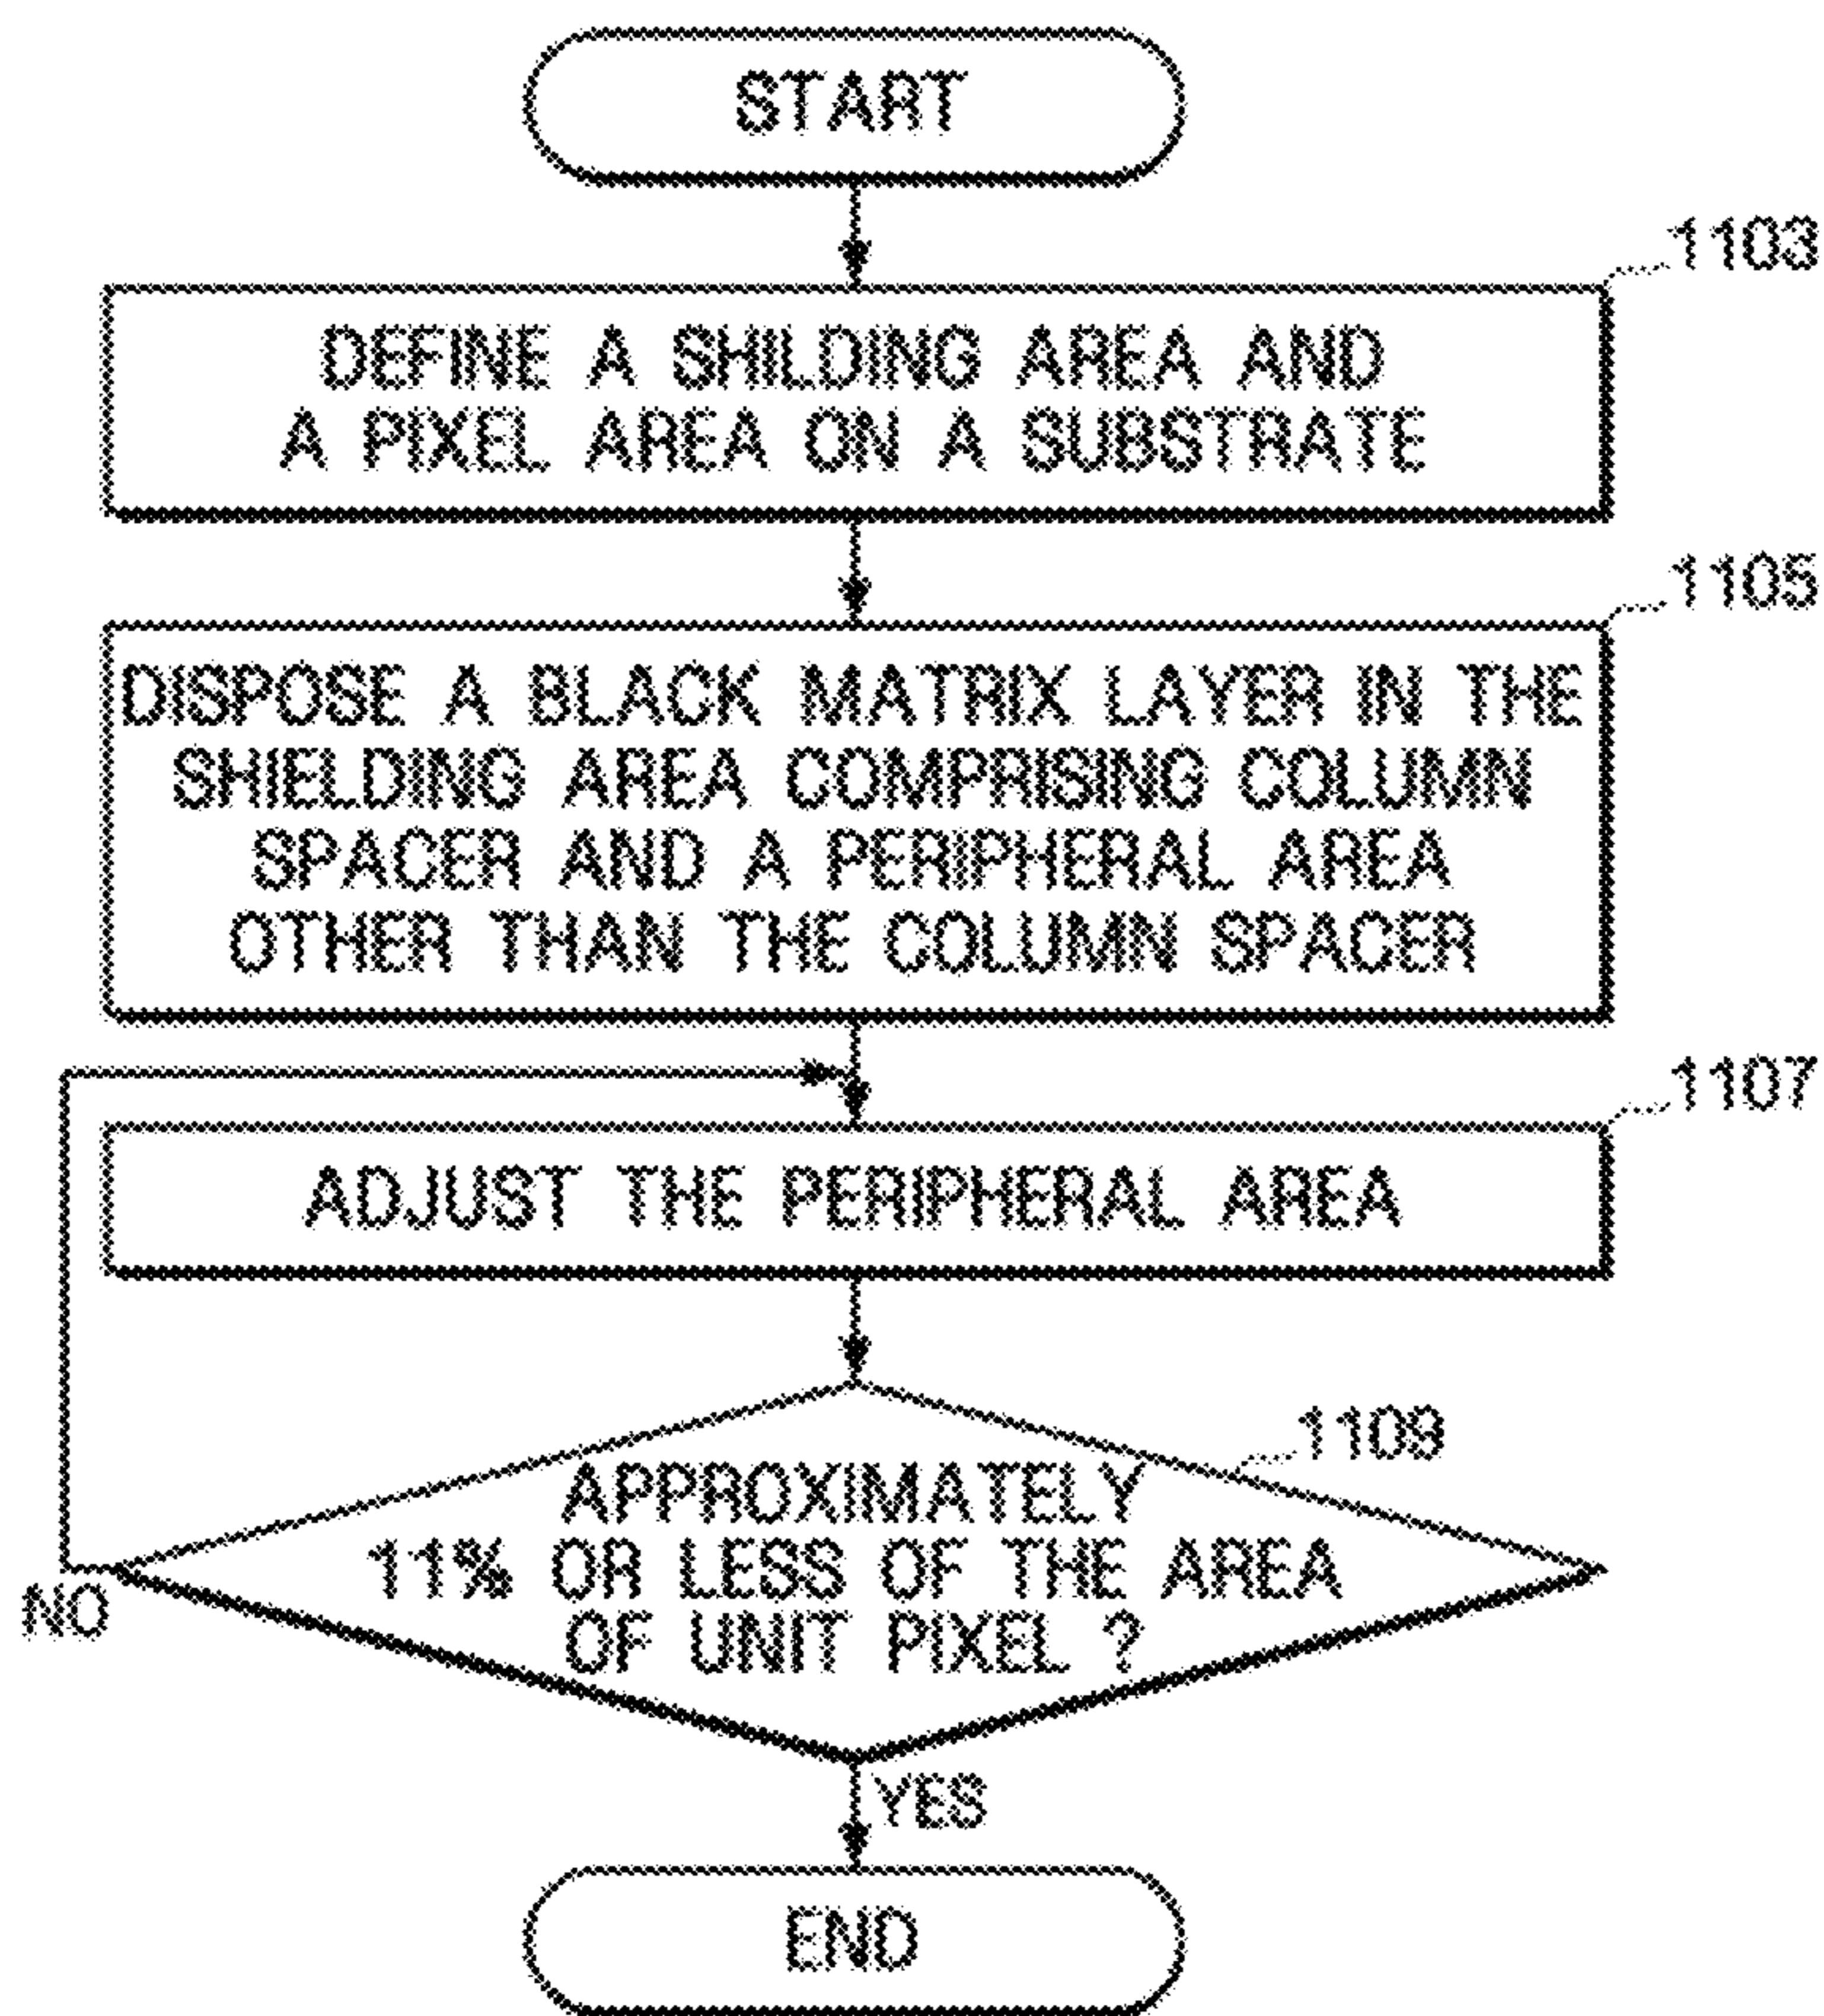 START
1103
DEFINE A SHILDING AREA AND
A PIXEL AREA ON A SUBSTRATE
1105
DISPOSE A BLACK MATRIX LAYER IN THE
SHIELDING AREA COMPRISING COLUMN
SPACER AND A PERIPHERAL AREA
OTHER THAN THE COLUMN SPACER
1107
ADJUST THE PERIPHERAL AREA
1109
APPROXIMATELY
11% OR LESS OF THE AREA
OF UNIT PIXEL ?
NO
YES
END